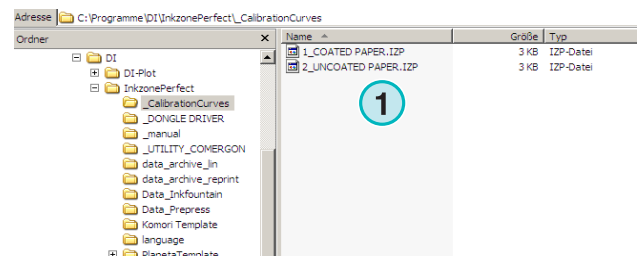 Adresse C:\Programme\DI\InkzonePerfect\_CalibrationCurves
Ordner
DI
DI-Plot
InkzonePerfect
_CalibrationCurves
_DONGLE DRIVER
_manual
_UTILITY_COMERGON
data_archive_lin
data_archive_reprint
Data_Inkfountain
Data_Prepress
Komori Template
language
PlanetaTemplate
Name Größe Typ
1_COATED PAPER.IZP 3 KB IZP-Datei
2_UNCOATED PAPER.IZP 3 KB IZP-Datei
1